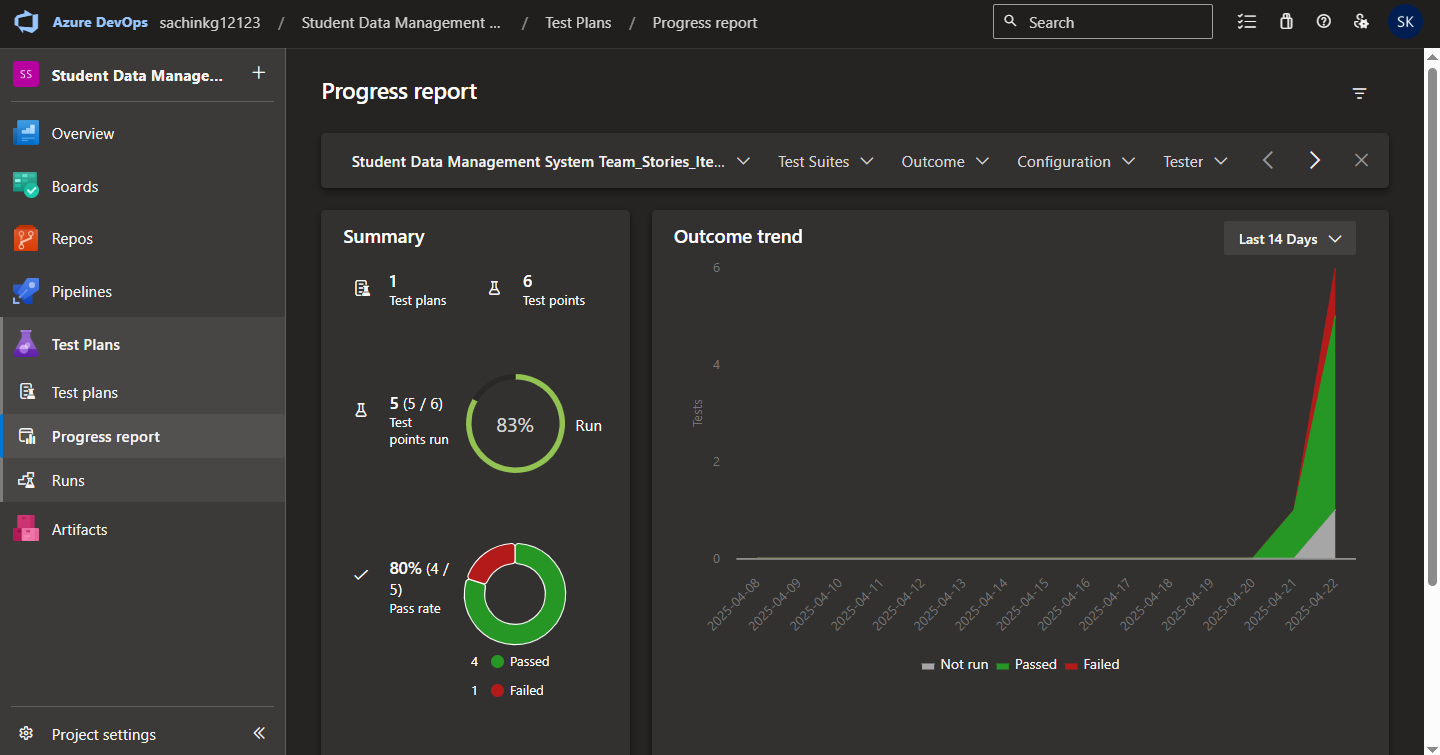 Azure DevOps sachinkg12123 / Student Data Management ... / Test Plans / Progress report
Search
SK
SS Student Data Manage... +
Overview
Boards
Repos
Pipelines
Test Plans
Test plans
Progress report
Runs
Artifacts
Project settings
Progress report
Student Data Management System Team_Stories_Ite... Test Suites Outcome Configuration Tester
Summary
1
Test plans
6
Test points
5 (5 / 6)
Test
points run
83%
Run
80% (4 /
5)
Pass rate
4 Passed
1 Failed
Outcome trend
Last 14 Days
6
4
2
0
Tests
2025-04-08
2025-04-09
2025-04-10
2025-04-11
2025-04-12
2025-04-13
2025-04-14
2025-04-15
2025-04-16
2025-04-17
2025-04-18
2025-04-19
2025-04-20
2025-04-21
2025-04-22
Not run Passed Failed